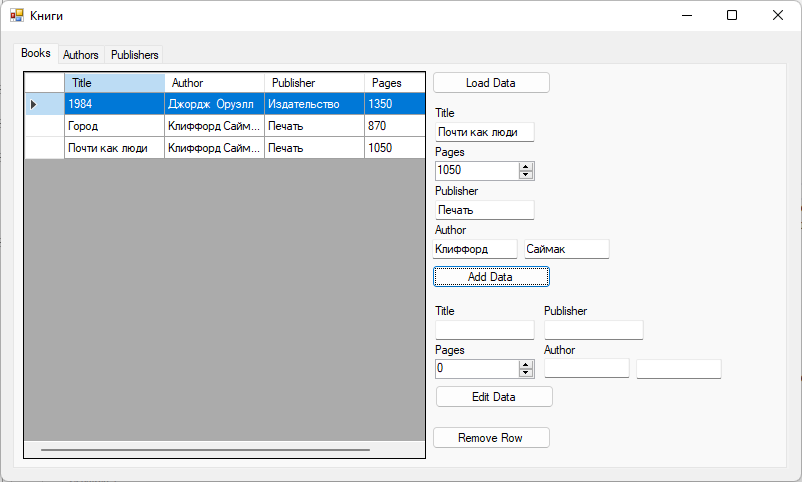 Книги
Books Authors Publishers
Title Author Publisher Pages
1984 Джордж Оруэлл Издательство 1350
Город Клиффорд Сайм... Печать 870
Почти как люди Клиффорд Сайм... Печать 1050
Load Data
Title
Почти как люди
Pages
1050
Publisher
Печать
Author
Клиффорд Саймак
Add Data
Title Publisher
Pages Author
0
Edit Data
Remove Row